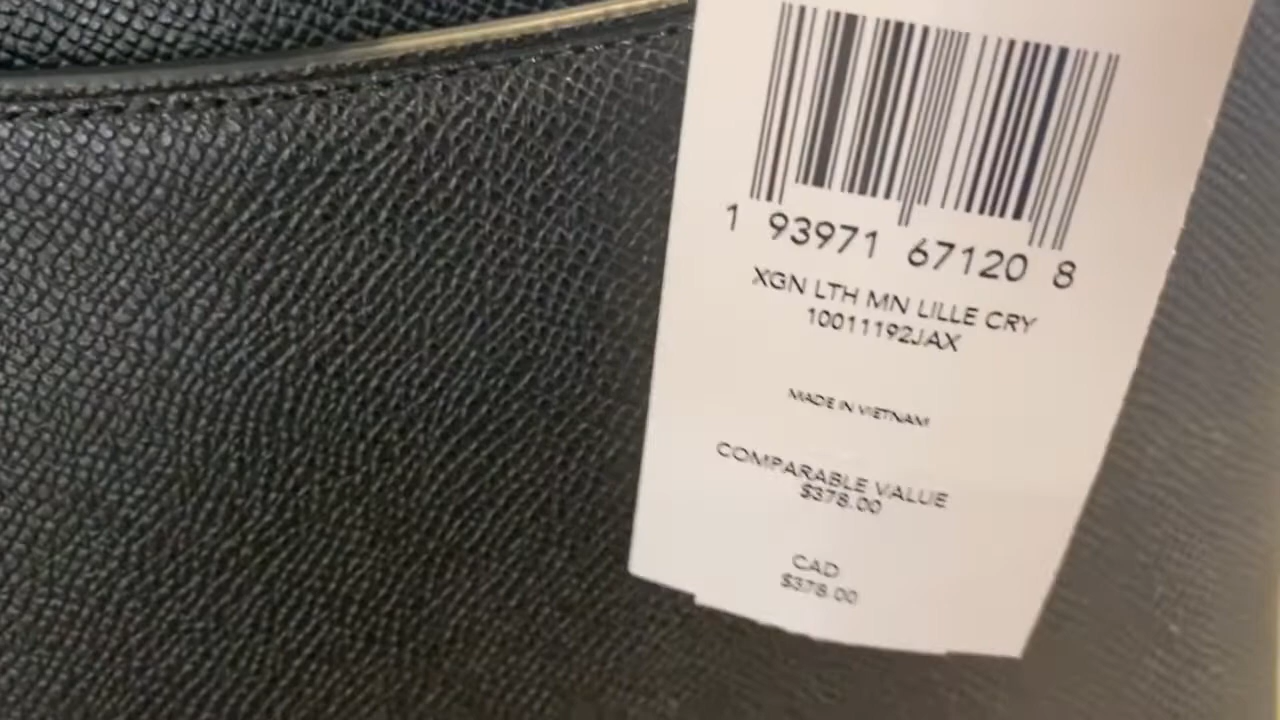 1 93971 67120 8
XGN LTH MN LILLE CRY
10011192JAX
MADE IN VIETNAM
COMPARABLE VALUE
$378.00
CAD
$378.00